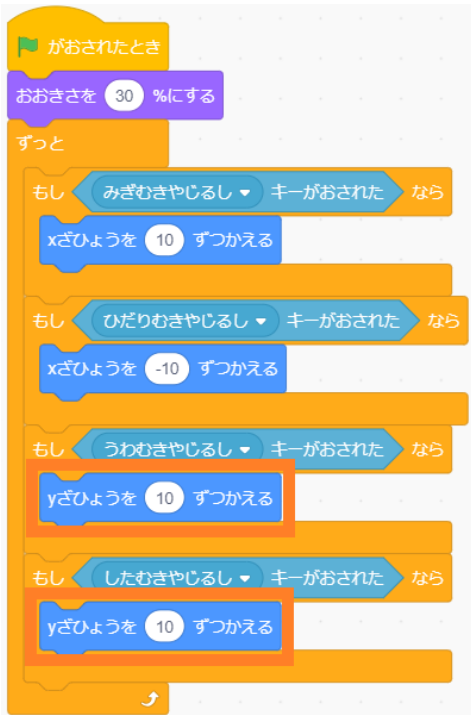 がおされたとき
おおきさを 30 %にする
ずっと
もし みぎむきやじるし キーがおされた なら
xざひょうを 10 ずつかえる
もし ひだりむきやじるし キーがおされた なら
xざひょうを -10 ずつかえる
もし うわむきやじるし キーがおされた なら
yざひょうを 10 ずつかえる
もし したむきやじるし キーがおされた なら
yざひょうを 10 ずつかえる